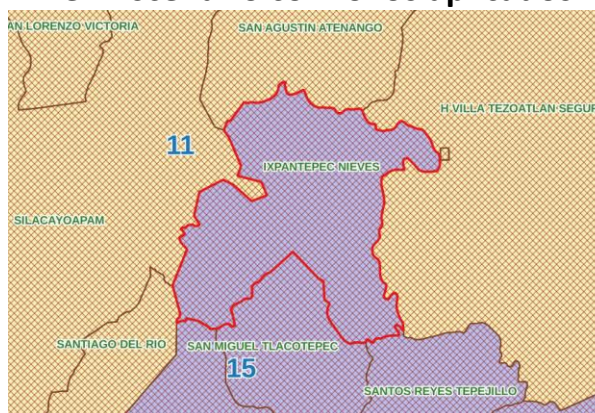 AN LORENZO VICTORIA
SAN AGUSTIN ATENANGO
H VILLA TEZOATLAN SEGUR
11
IXPANTEPEC NIEVES
SILACAYOAPAM
SANTIAGO DEL RIO
SAN MIGUEL TLACOTEPEC
15
SANTOS REYES TEPEJILLO